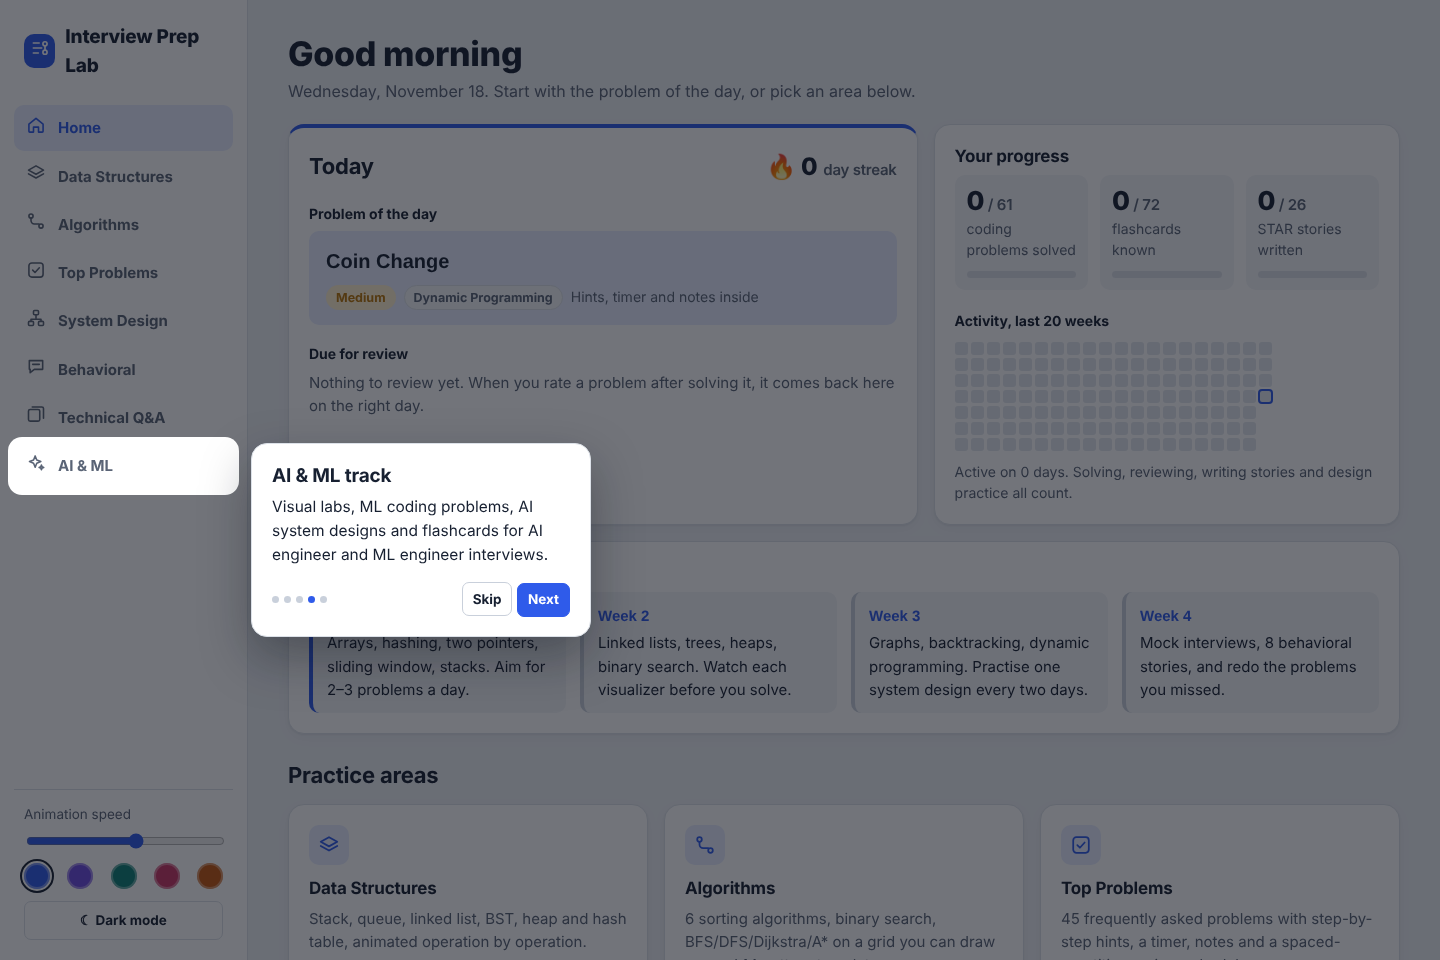 Interview Prep
Lab
Home
Data Structures
Algorithms
Top Problems
System Design
Behavioral
Technical Q&A
AI & ML
Animation speed
☾ Dark mode
Good morning
Wednesday, November 18. Start with the problem of the day, or pick an area below.
Today
🔥 0 day streak
Problem of the day
Coin Change
Medium Dynamic Programming Hints, timer and notes inside
Due for review
Nothing to review yet. When you rate a problem after solving it, it comes back here
on the right day.
Your progress
0 / 61
coding
problems solved
0 / 72
flashcards
known
0 / 26
STAR stories
written
Activity, last 20 weeks
Active on 0 days. Solving, reviewing, writing stories and design
practice all count.
AI & ML track
Visual labs, ML coding problems, AI
system designs and flashcards for AI
engineer and ML engineer interviews.
Skip Next
Arrays, hashing, two pointers,
sliding window, stacks. Aim for
2–3 problems a day.
Week 2
Linked lists, trees, heaps,
binary search. Watch each
visualizer before you solve.
Week 3
Graphs, backtracking, dynamic
programming. Practise one
system design every two days.
Week 4
Mock interviews, 8 behavioral
stories, and redo the problems
you missed.
Practice areas
Data Structures
Stack, queue, linked list, BST, heap and hash
table, animated operation by operation.
Algorithms
6 sorting algorithms, binary search,
BFS/DFS/Dijkstra/A* on a grid you can draw
Top Problems
45 frequently asked problems with step-by-
step hints, a timer, notes and a spaced-